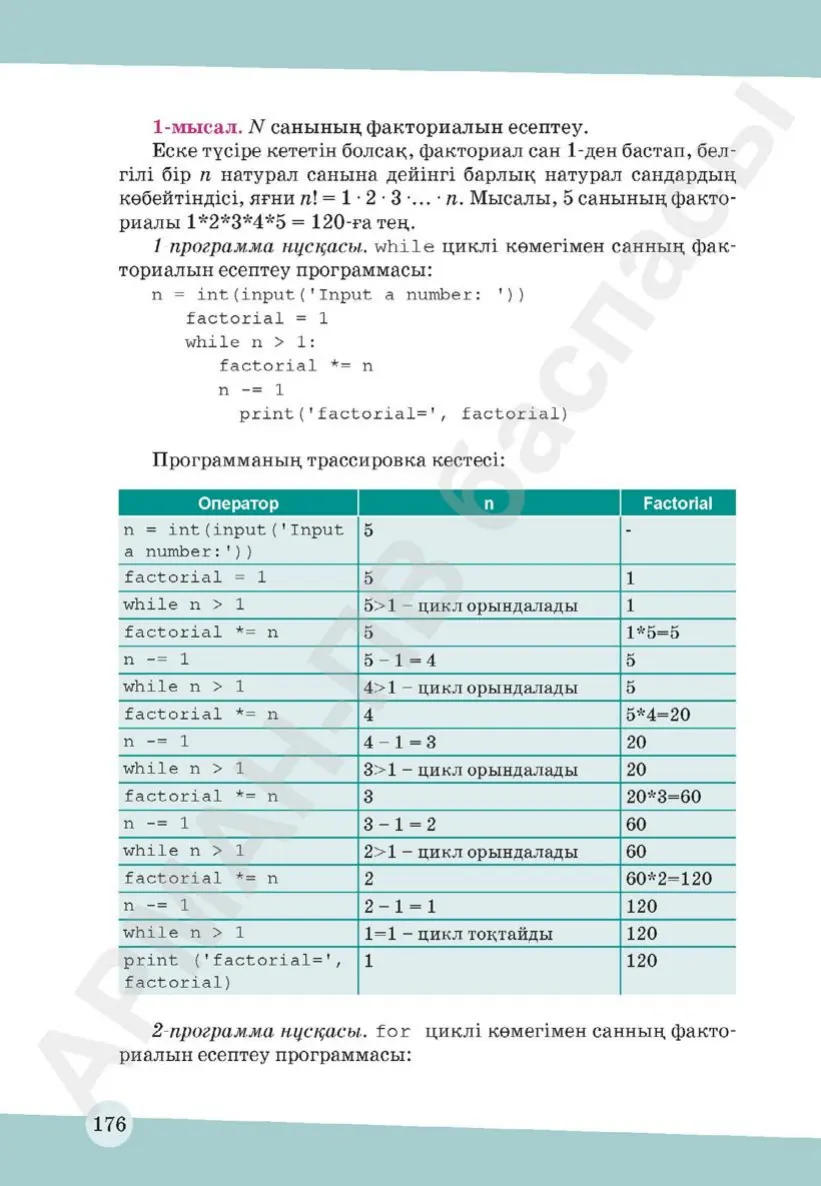 1-мысал. N санының факториалын есептеу.
Еске түсіре кететін болсақ, факториал сан 1-ден бастап, бел-
гілі бір n натурал санына дейінгі барлық натурал сандардың
көбейтіндісі, яғни n! = 1 · 2 · 3 ·... · n. Мысалы, 5 санының факто-
риалы 1*2*3*4*5 = 120-ға тең.
1-программа нұсқасы. while циклі көмегімен санның фак-
ториалын есептеу программасы:
n = int(input('Input a number: '))
factorial = 1
while n > 1:
factorial *= n
n -= 1
print('factorial=', factorial)
Программаның трассировка кестесі:
Оператор n Factorial
n = int(input('Input 5 -
a number:'))
factorial = 1 5 1
while n > 1 5>1 – цикл орындалады 1
factorial *= n 5 1*5=5
n -= 1 5 – 1 = 4 5
while n > 1 4>1 – цикл орындалады 5
factorial *= n 4 5*4=20
n -= 1 4 – 1 = 3 20
while n > 1 3>1 – цикл орындалады 20
factorial *= n 3 20*3=60
n -= 1 3 – 1 = 2 60
while n > 1 2>1 – цикл орындалады 60
factorial *= n 2 60*2=120
n -= 1 2 – 1 = 1 120
while n > 1 1=1 – цикл тоқтайды 120
print ('factorial=', 1 120
factorial)
2-программа нұсқасы. for циклі көмегімен санның факто-
риалын есептеу программасы:
176
АРМАН-ПВ баспасы